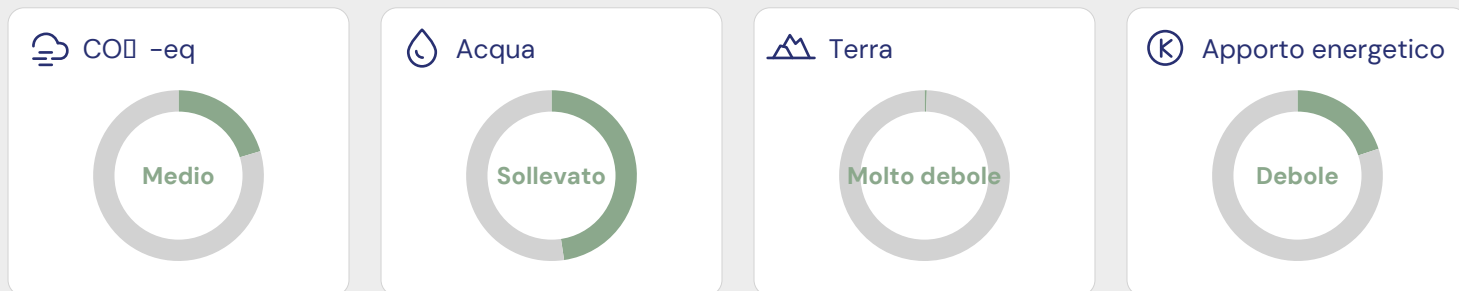 CO▯ -eq
Acqua
Terra
Apporto energetico
Medio
Sollevato
Molto debole
Debole